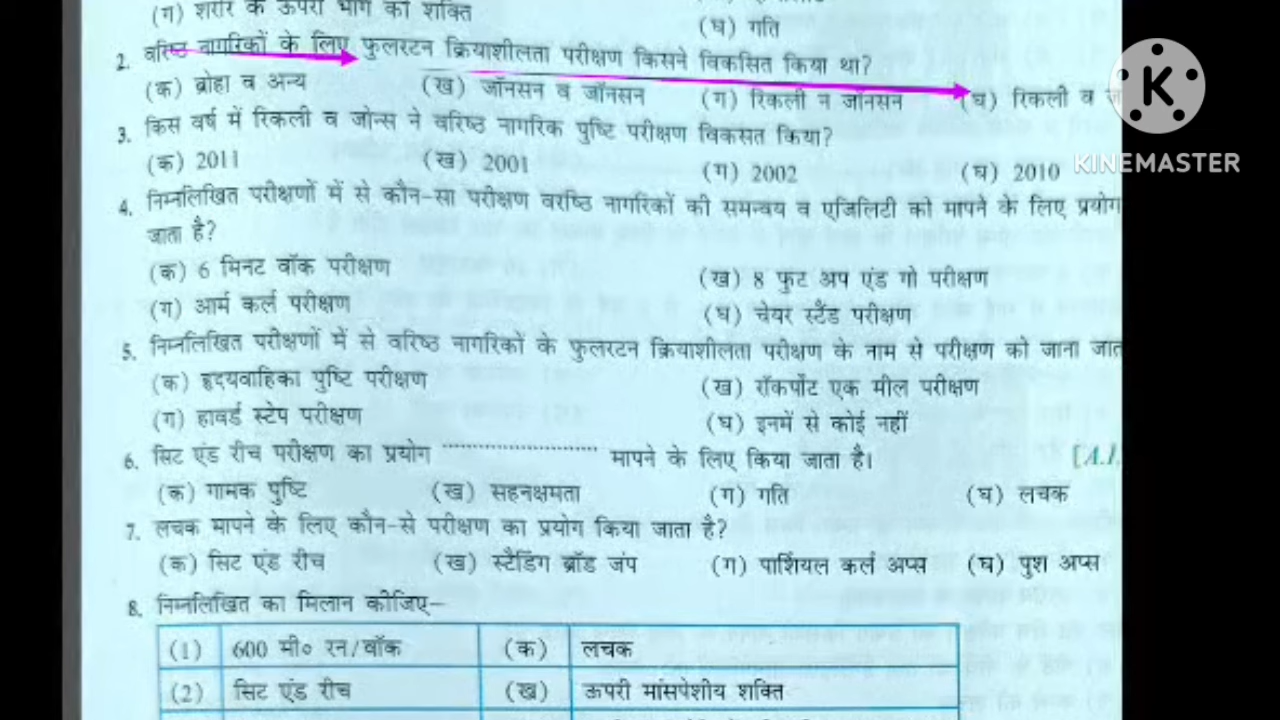 (ग) शरीर के ऊपरी भाग की शक्ति
(घ) गति
2. वरिष्ठ नागरिकों के लिए फुलरटन क्रियाशीलता परीक्षण किसने विकसित किया था?
(क) ब्रोहा व अन्य (ख) जॉनसन व जॉनसन (ग) रिकली न जॉनसन (घ) रिकली व
3. किस वर्ष में रिकली व जोन्स ने वरिष्ठ नागरिक पुष्टि परीक्षण विकसत किया?
(क) 2011 (ख) 2001 (ग) 2002 (घ) 2010
4. निम्नलिखित परीक्षणों में से कौन-सा परीक्षण वरष्ठि नागरिकों की समन्वय व एजिलिटी को मापने के लिए प्रयोग
जाता है?
(क) 6 मिनट वॉक परीक्षण (ख) 8 फुट अप एंड गो परीक्षण
(ग) आर्म कर्ल परीक्षण (घ) चेयर स्टैंड परीक्षण
5. निमनलिखित परीक्षणों में से वरिष्ठ नागरिकों के फुलरटन क्रियाशीलता परीक्षण के नाम से परीक्षण को जाना जात
(क) हृदयवाहिका पुष्टि परीक्षण (ख) रॉकपोंट एक मील परीक्षण
(ग) हावर्ड स्टेप परीक्षण (घ) इनमें से कोई नहीं
6. सिट एंड रीच परीक्षण का प्रयोग ........................ मापने के लिए किया जाता है। [A.I.
(क) गामक पुष्टि (ख) सहनक्षमता (ग) गति (घ) लचक
7. लचक मापने के लिए कौन-से परीक्षण का प्रयोग किया जाता है?
(क) सिट एंड रीच (ख) स्टैडिंग ब्रॉड जंप (ग) पार्शियल कर्ल अप्स (घ) पुश अप्स
8. निम्नलिखित का मिलान कीजिए–
(1) 600 मी० रन/वॉक (क) लचक
(2) सिट एंड रीच (ख) ऊपरी मांसपेशीय शक्ति
K
KINEMASTER